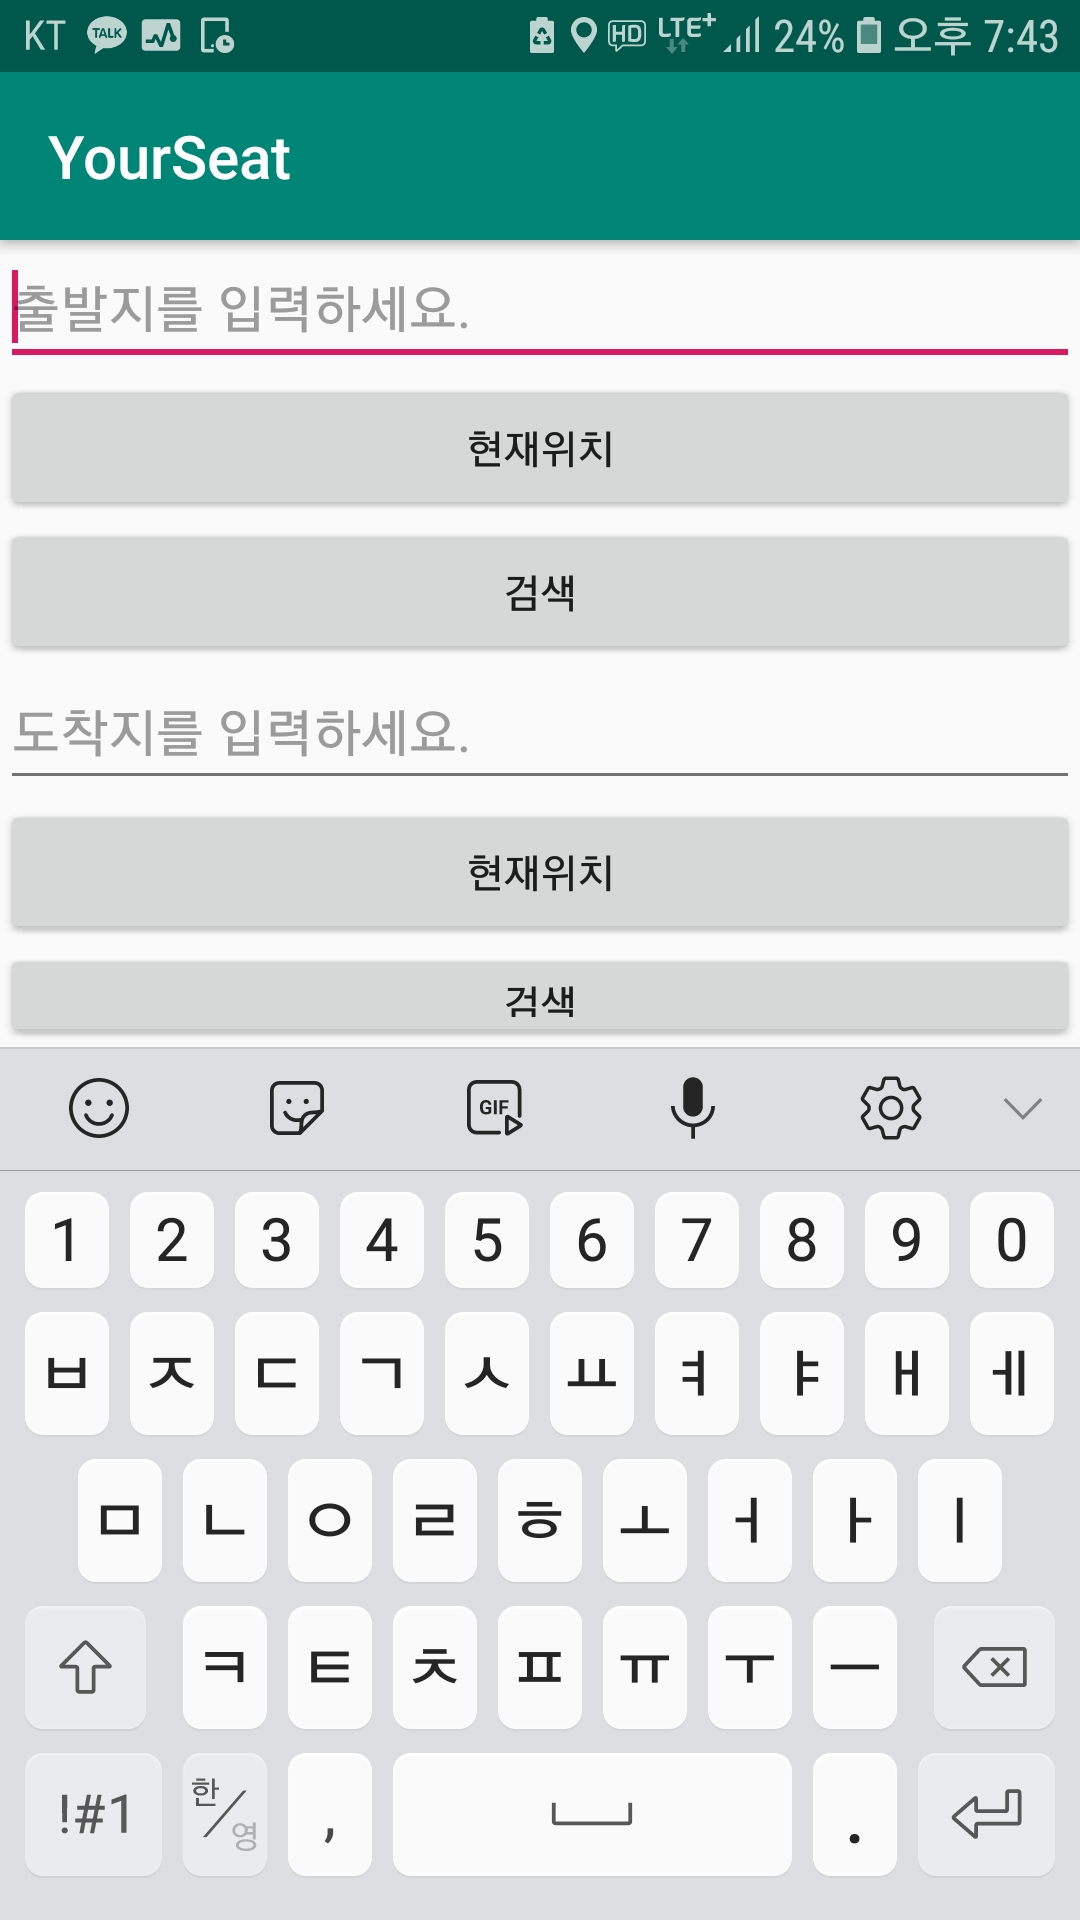 KT TALK HD LTE+ 24% 오후 7:43
YourSeat
출발지를 입력하세요.
현재위치
검색
도착지를 입력하세요.
현재위치
검색
GIF
1 2 3 4 5 6 7 8 9 0
ㅂ ㅈ ㄷ ㄱ ㅅ ㅛ ㅕ ㅑ ㅐ ㅔ
ㅁ ㄴ ㅇ ㄹ ㅎ ㅗ ㅓ ㅏ ㅣ
ㅋ ㅌ ㅊ ㅍ ㅠ ㅜ ㅡ
!#1 한/영 , .